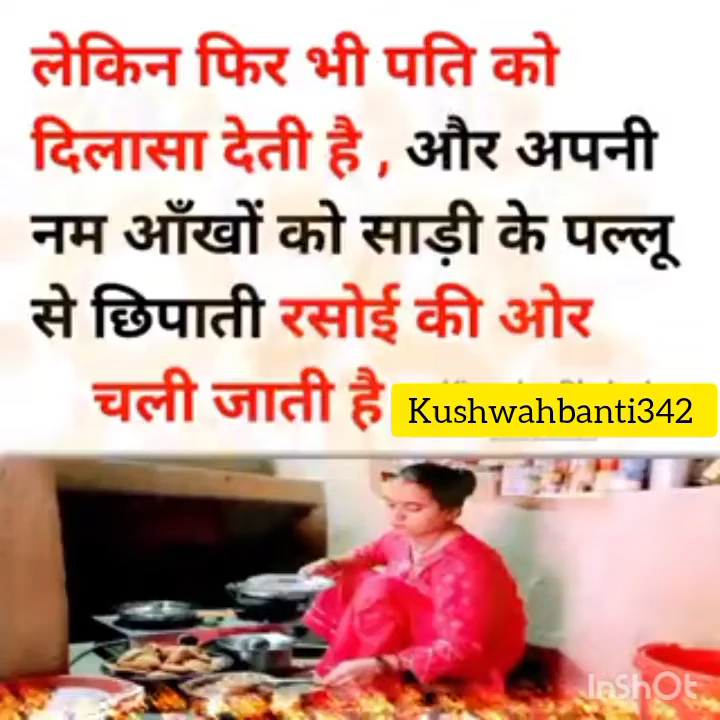 लेकिन फिर भी पति को
दिलासा देती है , और अपनी
नम आँखों को साड़ी के पल्लू
से छिपाती रसोई की ओर
चली जाती है Kushwahbanti342
InShOt